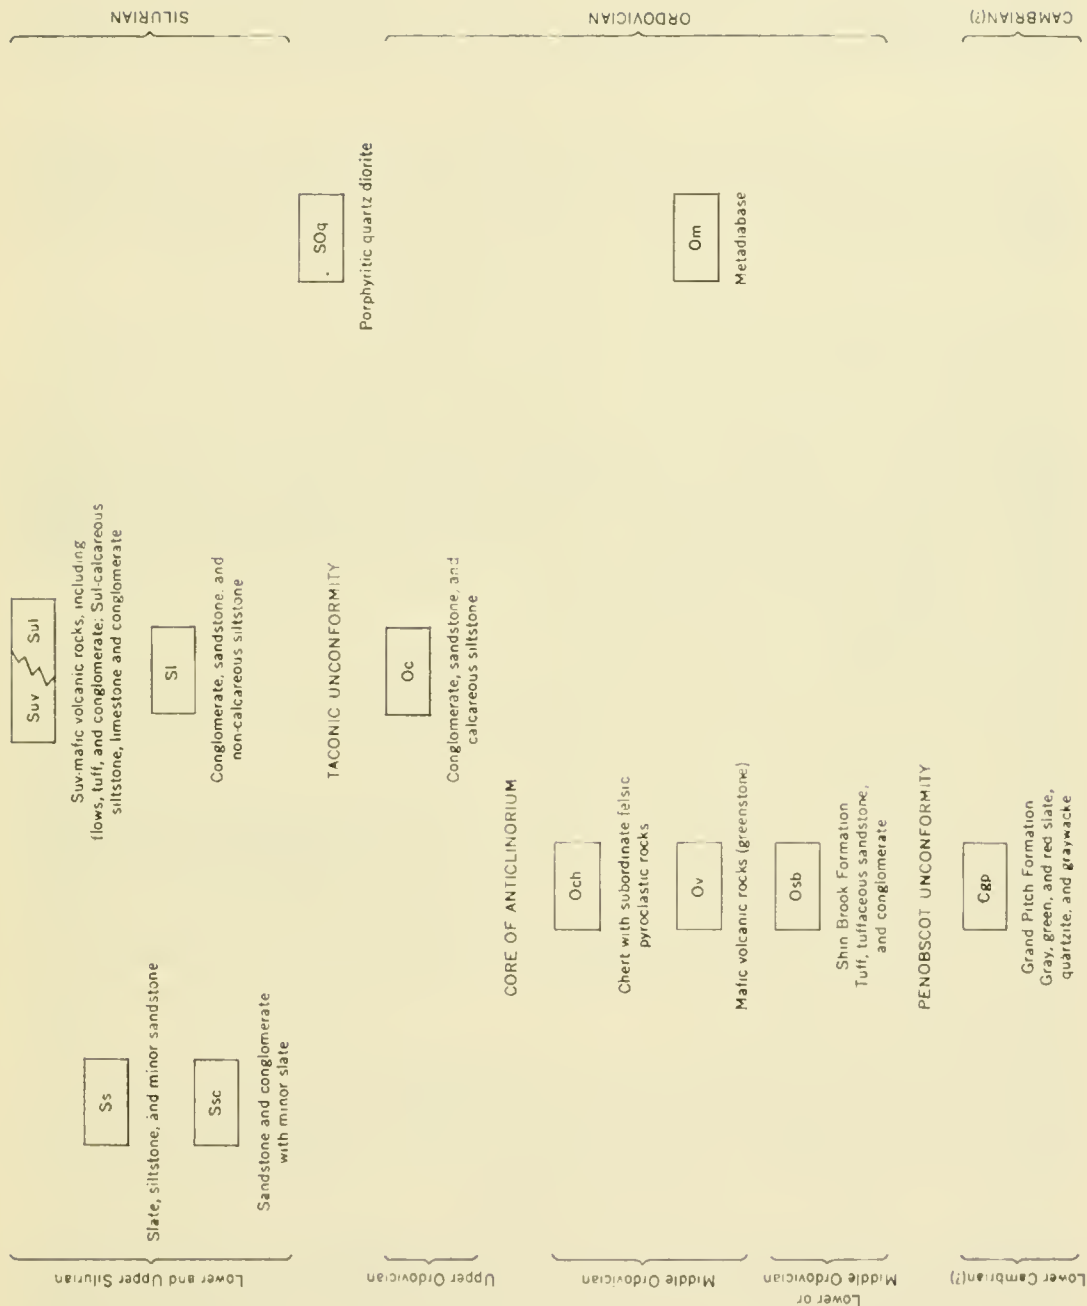 SILURIAN
ORDOVICIAN
CAMBRIAN(?)
Suv
Sul
Suv-mafic volcanic rocks, including
flows, tuff, and conglomerate; Sul-calcareous
siltstone, limestone and conglomerate
Ss
Slate, siltstone, and minor sandstone
Sl
Conglomerate, sandstone, and
non-calcareous siltstone
Ssc
Sandstone and conglomerate
with minor slate
SOq
Porphyritic quartz diorite
TACONIC UNCONFORMITY
Oc
Conglomerate, sandstone, and
calcareous siltstone
CORE OF ANTICLINORIUM
Och
Chert with subordinate felsic
pyroclastic rocks
Ov
Mafic volcanic rocks (greenstone)
Om
Metadiabase
Osb
Shin Brook Formation
Tuff, tuffaceous sandstone,
and conglomerate
PENOBSCOT UNCONFORMITY
Cgp
Grand Pitch Formation
Gray, green, and red slate,
quartzite, and graywacke
Lower and Upper Silurian
Upper Ordovician
Middle Ordovician
Lower or
Middle Ordovician
Lower Cambrian(?)